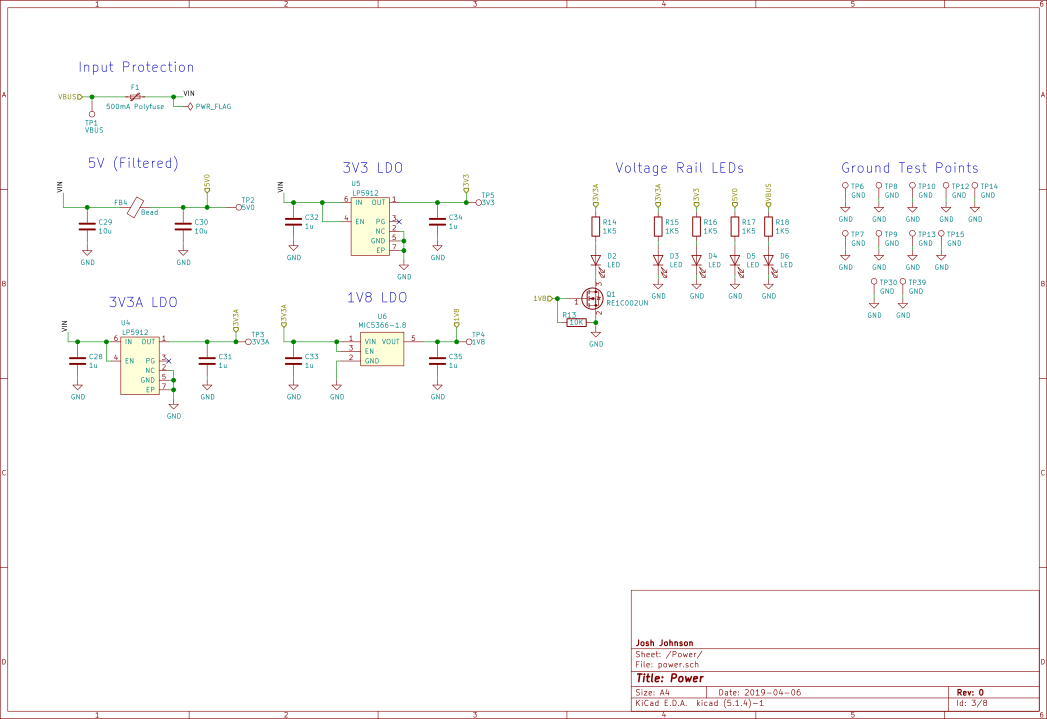 1 2 3 4 5 6
A A
B B
C C
D D
1 2 3 4 5 6
Input Protection
VBUS
F1
500mA Polyfuse
VIN
PWR_FLAG
TP1
VBUS
5V (Filtered)
VIN
FB4
Bead
5V0
TP2
5V0
C29
10u
C30
10u
GND
GND
3V3 LDO
VIN
U5
LP5912
6 IN OUT 1
4 EN PG 3
NC 2
GND 5
EP 7
C32
1u
GND
3V3
TP5
3V3
C34
1u
GND
GND
Voltage Rail LEDs
3V3A
3V3A
3V3
5V0
VBUS
R14
1K5
R15
1K5
R16
1K5
R17
1K5
R18
1K5
D2
LED
D3
LED
D4
LED
D5
LED
D6
LED
GND
GND
GND
GND
1V8
Q1
RE1C002UN
1
3
2
R13
10K
GND
Ground Test Points
TP6
GND
TP8
GND
TP10
GND
TP12
GND
TP14
GND
GND
GND
GND
GND
GND
TP7
GND
TP9
GND
TP13
GND
TP15
GND
GND
GND
GND
GND
TP30
GND
TP39
GND
GND
GND
3V3A LDO
VIN
U4
LP5912
6 IN OUT 1
4 EN PG 3
NC 2
GND 5
EP 7
C28
1u
GND
3V3A
TP3
3V3A
C31
1u
GND
GND
1V8 LDO
3V3A
U6
MIC5366-1.8
1 VIN VOUT 5
3 EN
2 GND
C33
1u
GND
GND
1V8
TP4
1V8
C35
1u
GND
Josh Johnson
Sheet: /Power/
File: power.sch
Title: Power
Size: A4 Date: 2019-04-06 Rev: 0
KiCad E.D.A. kicad (5.1.4)-1 Id: 3/8